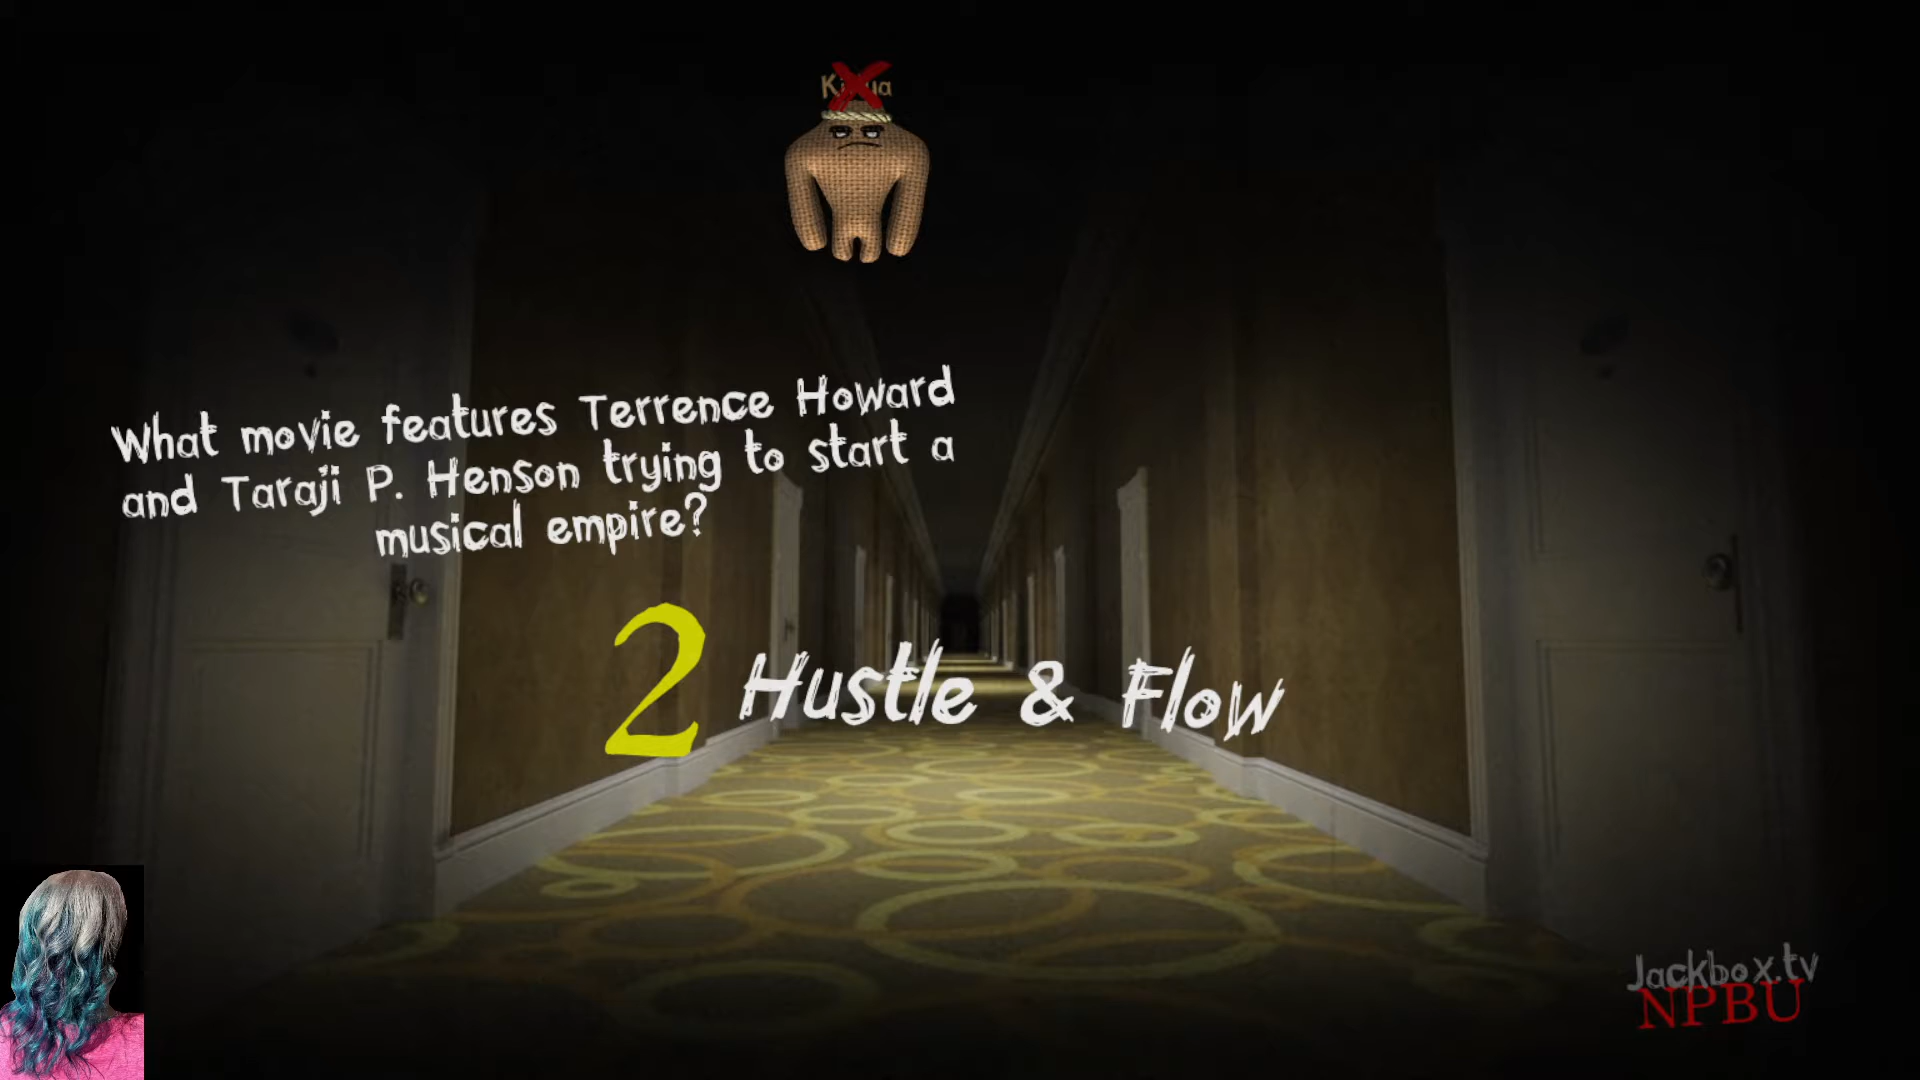 What movie features Terrence Howard
and Taraji P. Henson trying to start a
musical empire?
2 Hustle & Flow
Jackbox.tv
NPBU